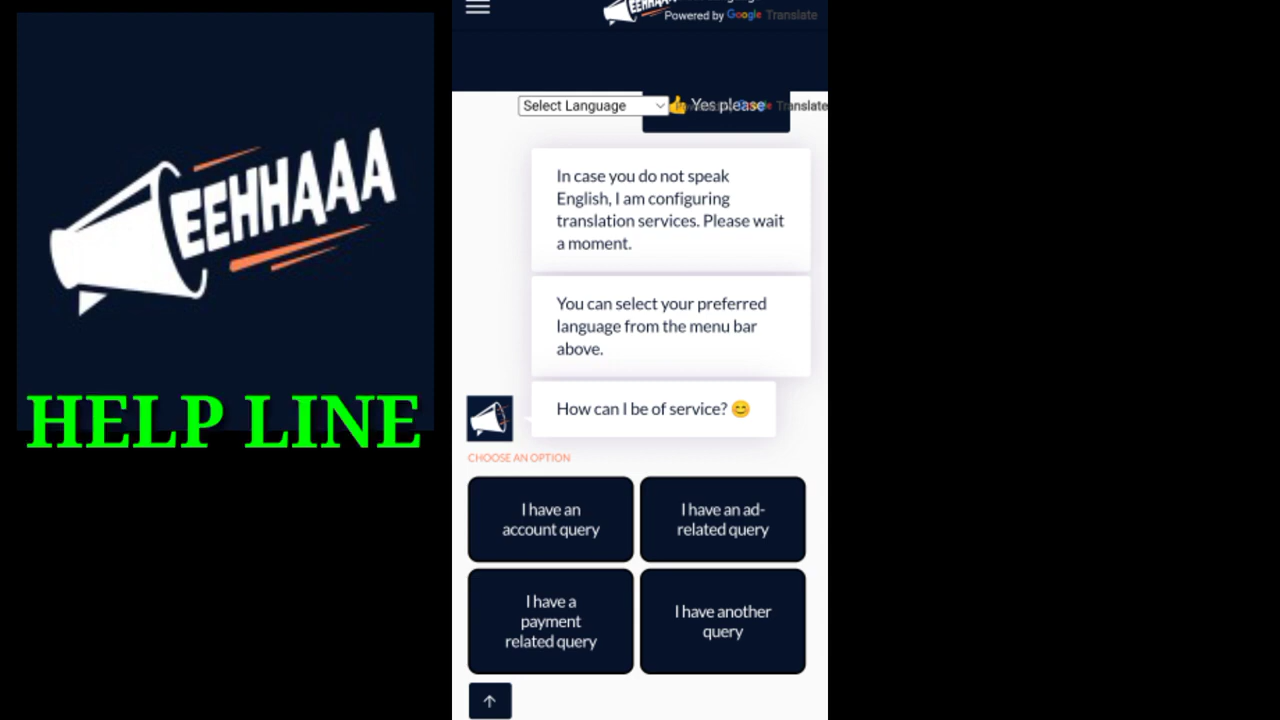 EEHHAAA
HELP LINE
Powered by Google Translate
Select Language
👍 Yes please
Translate
In case you do not speak
English, I am configuring
translation services. Please wait
a moment.
You can select your preferred
language from the menu bar
above.
How can I be of service? 😊
CHOOSE AN OPTION
I have an
account query
I have an ad-
related query
I have a
payment
related query
I have another
query